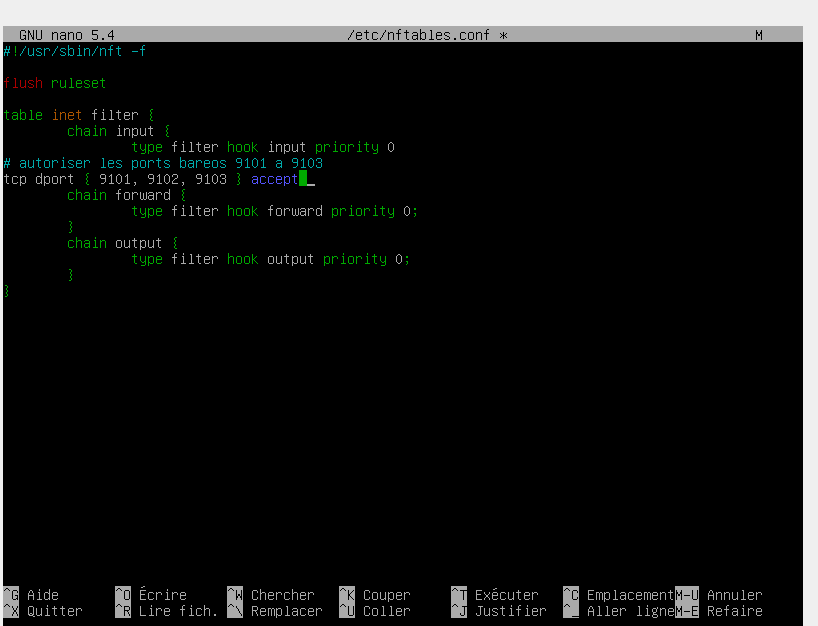 GNU nano 5.4 /etc/nftables.conf * M
#!/usr/sbin/nft -f
flush ruleset
table inet filter {
chain input {
type filter hook input priority 0
# autoriser les ports bareos 9101 a 9103
tcp dport { 9101, 9102, 9103 } accept_
chain forward {
type filter hook forward priority 0;
}
chain output {
type filter hook output priority 0;
}
}
^G Aide ^O Écrire ^W Chercher ^K Couper ^T Exécuter ^C Emplacement M-U Annuler
^X Quitter ^R Lire fich. ^\ Remplacer ^U Coller ^J Justifier ^_ Aller ligne M-E Refaire